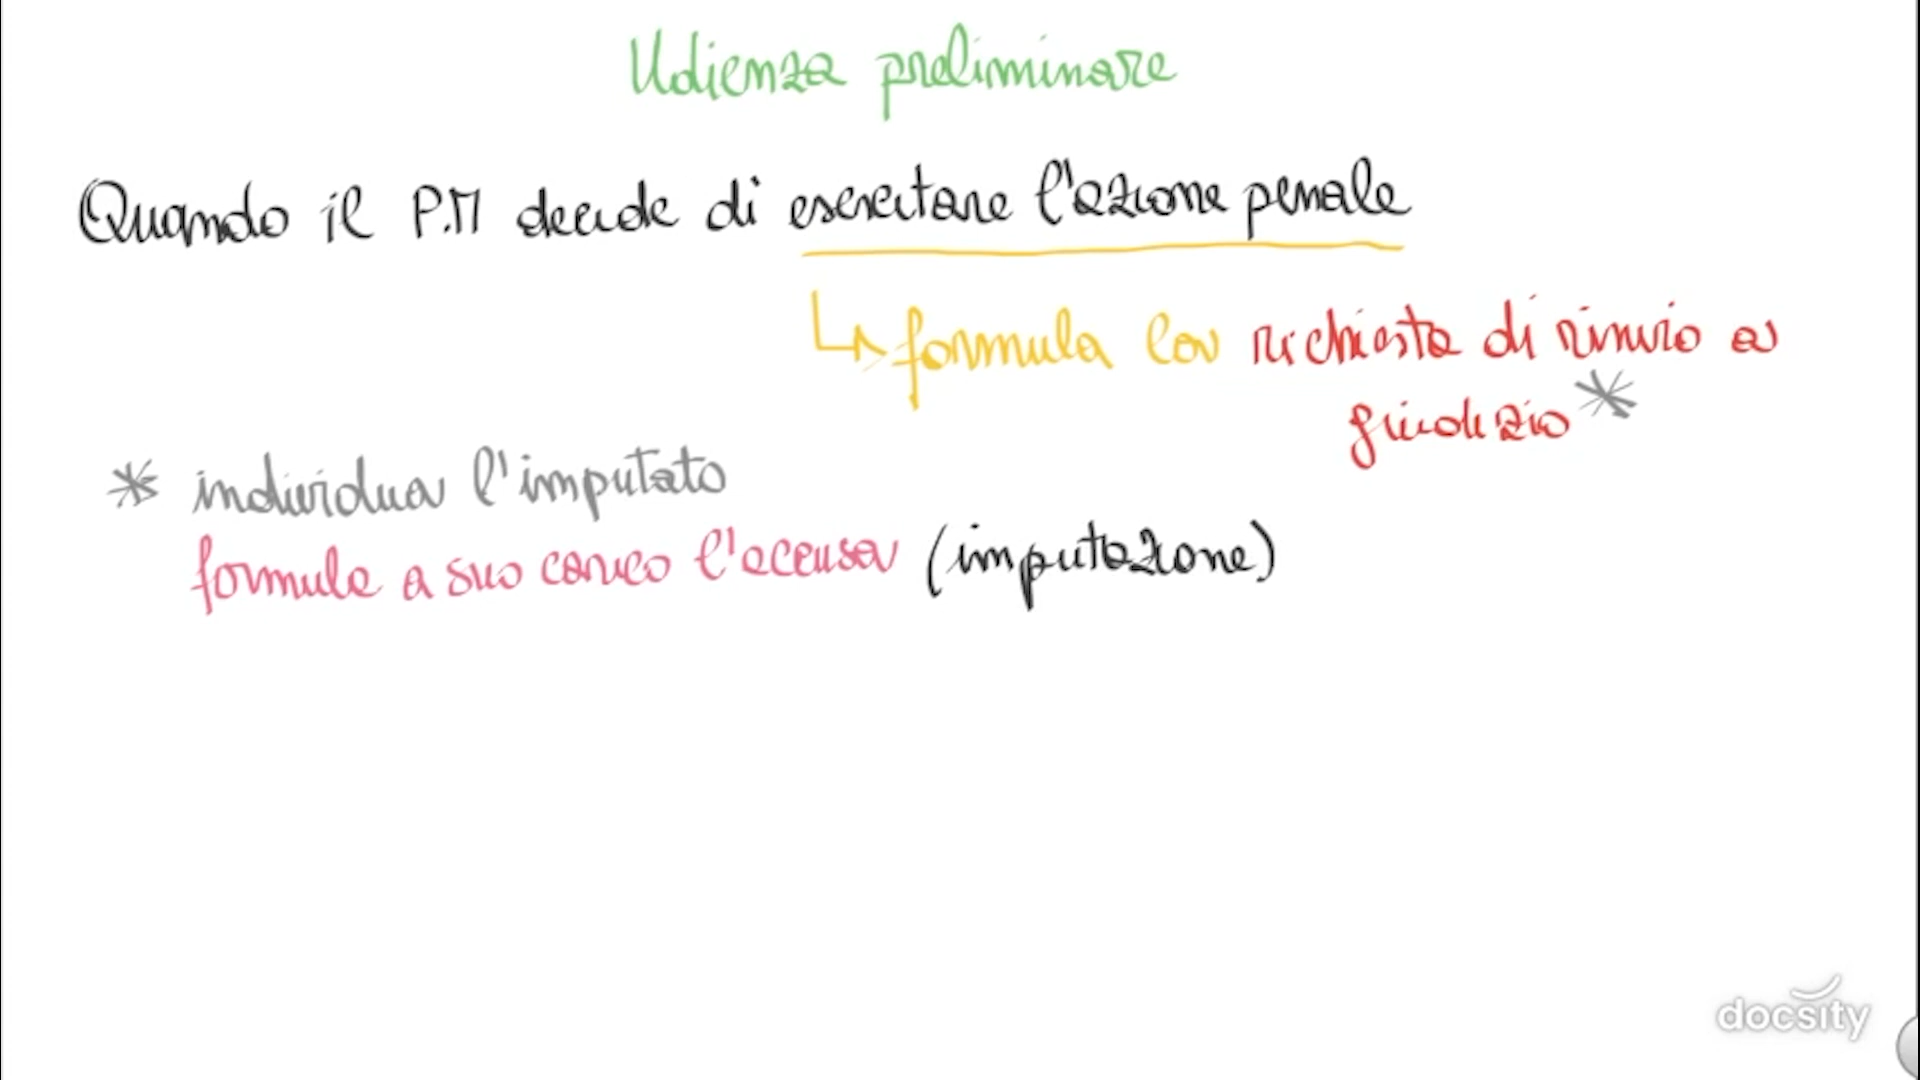 Udienza preliminare
Quando il P.M decide di esercitare l'azione penale
formula la richiesta di rinvio a
giudizio *
* individua l'imputato
formula a suo carico l'accusa (imputazione)
docsity